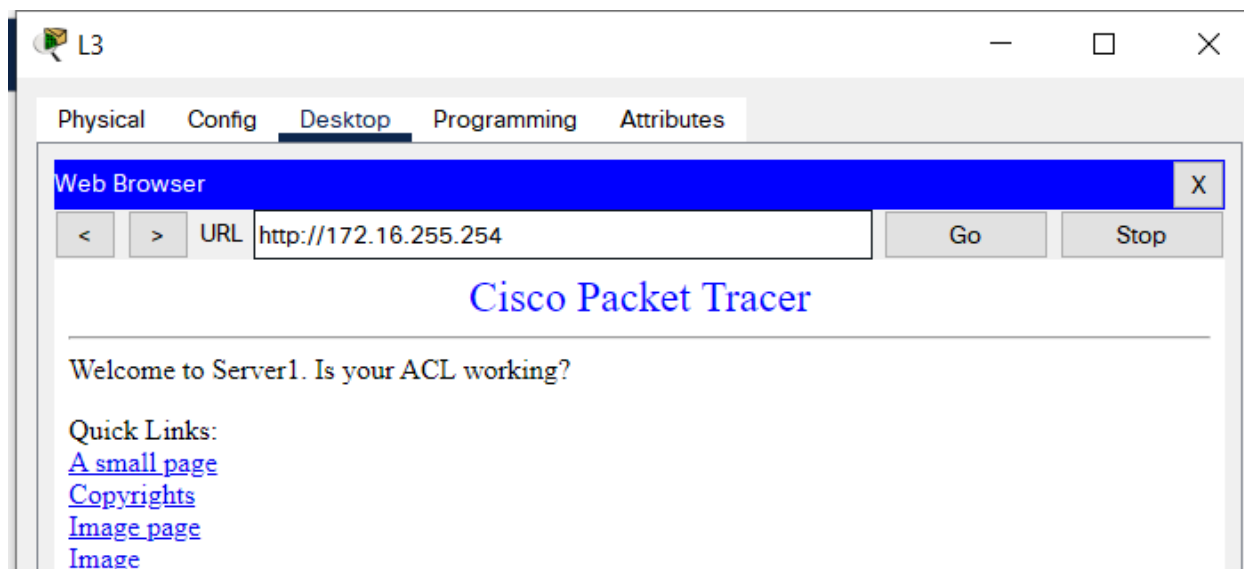 L3
Physical Config Desktop Programming Attributes
Web Browser X
< > URL http://172.16.255.254 Go Stop
Cisco Packet Tracer
Welcome to Server1. Is your ACL working?
Quick Links:
A small page
Copyrights
Image page
Image